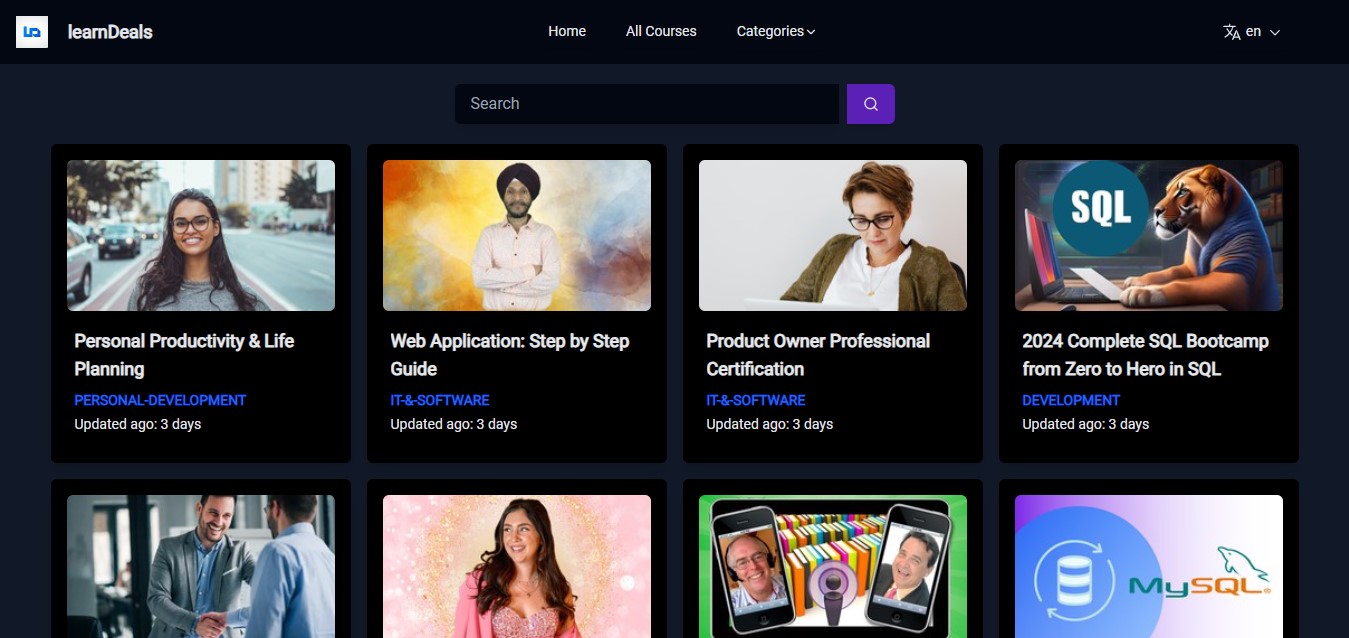 learnDeals
Home
All Courses
Categories
en
Search
SQL
Personal Productivity & Life
Planning
PERSONAL-DEVELOPMENT
Updated ago: 3 days
Web Application: Step by Step
Guide
IT-&-SOFTWARE
Updated ago: 3 days
Product Owner Professional
Certification
IT-&-SOFTWARE
Updated ago: 3 days
2024 Complete SQL Bootcamp
from Zero to Hero in SQL
DEVELOPMENT
Updated ago: 3 days
MySQL®